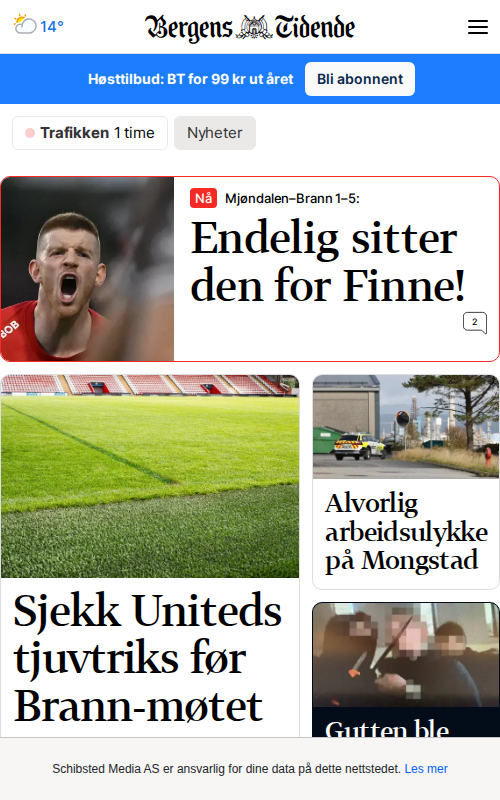 14°
Bergens Tidende
Høsttilbud: BT for 99 kr ut året
Bli abonnent
Trafikken 1 time
Nyheter
Nå Mjøndalen–Brann 1–5:
Endelig sitter
den for Finne!
2
BOB
Sjekk Uniteds
tjuvtriks før
Brann-møtet
Alvorlig
arbeidsulykke
på Mongstad
Gutten ble
Schibsted Media AS er ansvarlig for dine data på dette nettstedet. Les mer